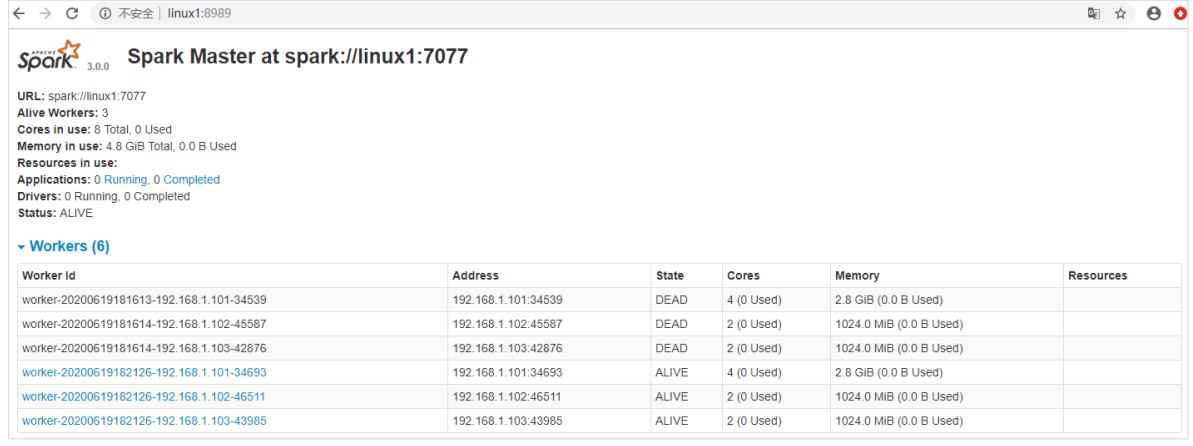 不安全 | linux1:8989
APACHE Spark 3.0.0 Spark Master at spark://linux1:7077
URL: spark://linux1:7077
Alive Workers: 3
Cores in use: 8 Total, 0 Used
Memory in use: 4.8 GiB Total, 0.0 B Used
Resources in use:
Applications: 0 Running, 0 Completed
Drivers: 0 Running, 0 Completed
Status: ALIVE
Workers (6)
Worker Id Address State Cores Memory Resources
worker-20200619181613-192.168.1.101-34539 192.168.1.101:34539 DEAD 4 (0 Used) 2.8 GiB (0.0 B Used)
worker-20200619181614-192.168.1.102-45587 192.168.1.102:45587 DEAD 2 (0 Used) 1024.0 MiB (0.0 B Used)
worker-20200619181614-192.168.1.103-42876 192.168.1.103:42876 DEAD 2 (0 Used) 1024.0 MiB (0.0 B Used)
worker-20200619182126-192.168.1.101-34693 192.168.1.101:34693 ALIVE 4 (0 Used) 2.8 GiB (0.0 B Used)
worker-20200619182126-192.168.1.102-46511 192.168.1.102:46511 ALIVE 2 (0 Used) 1024.0 MiB (0.0 B Used)
worker-20200619182126-192.168.1.103-43985 192.168.1.103:43985 ALIVE 2 (0 Used) 1024.0 MiB (0.0 B Used)